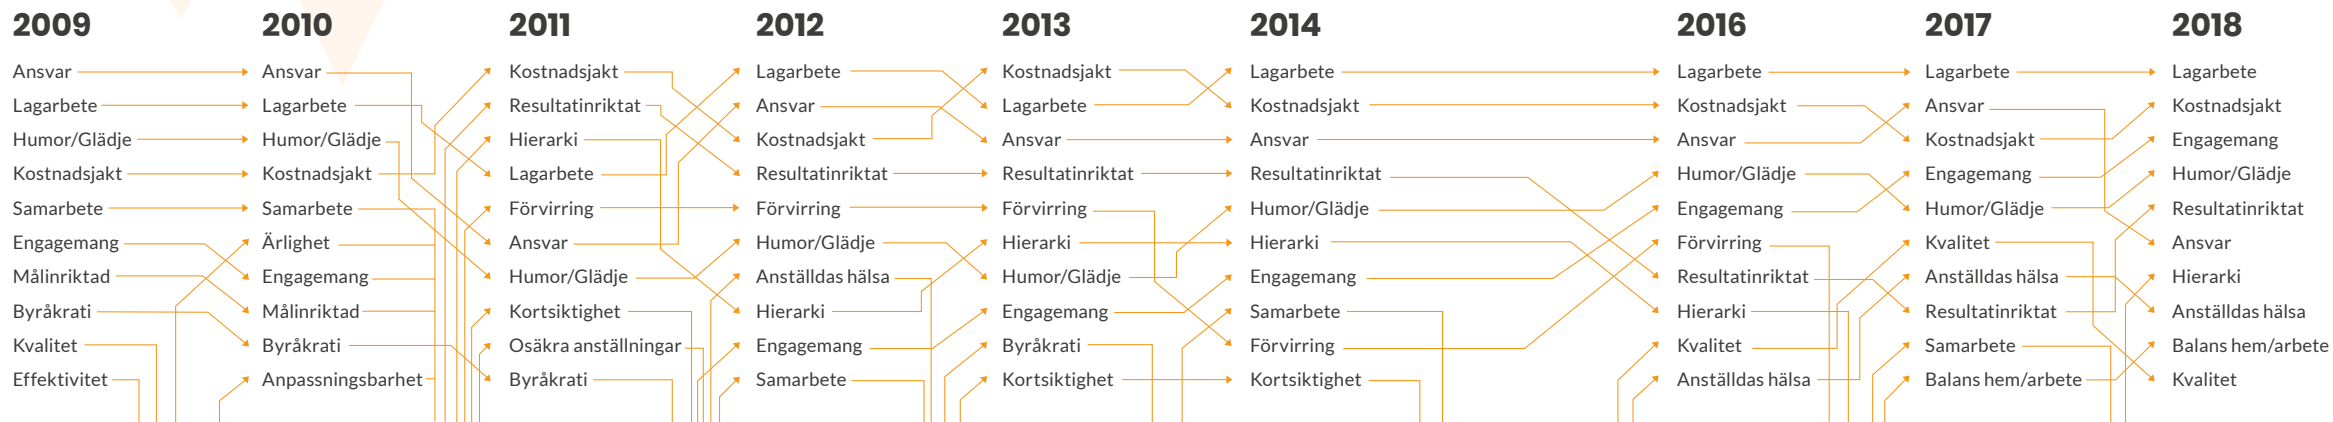 2009
Ansvar
Lagarbete
Humor/Glädje
Kostnadsjakt
Samarbete
Engagemang
Målinriktad
Byråkrati
Kvalitet
Effektivitet
2010
Ansvar
Lagarbete
Humor/Glädje
Kostnadsjakt
Samarbete
Ärlighet
Engagemang
Målinriktad
Byråkrati
Anpassningsbarhet
2011
Kostnadsjakt
Resultatinriktat
Hierarki
Lagarbete
Förvirring
Ansvar
Humor/Glädje
Kortsiktighet
Osäkra anställningar
Byråkrati
2012
Lagarbete
Ansvar
Kostnadsjakt
Resultatinriktat
Förvirring
Humor/Glädje
Anställdas hälsa
Hierarki
Engagemang
Samarbete
2013
Kostnadsjakt
Lagarbete
Ansvar
Resultatinriktat
Förvirring
Hierarki
Humor/Glädje
Engagemang
Byråkrati
Kortsiktighet
2014
Lagarbete
Kostnadsjakt
Ansvar
Resultatinriktat
Humor/Glädje
Hierarki
Engagemang
Samarbete
Förvirring
Kortsiktighet
2016
Lagarbete
Kostnadsjakt
Ansvar
Humor/Glädje
Engagemang
Förvirring
Resultatinriktat
Hierarki
Kvalitet
Anställdas hälsa
2017
Lagarbete
Ansvar
Kostnadsjakt
Engagemang
Humor/Glädje
Kvalitet
Anställdas hälsa
Resultatinriktat
Samarbete
Balans hem/arbete
2018
Lagarbete
Kostnadsjakt
Engagemang
Humor/Glädje
Resultatinriktat
Ansvar
Hierarki
Anställdas hälsa
Balans hem/arbete
Kvalitet